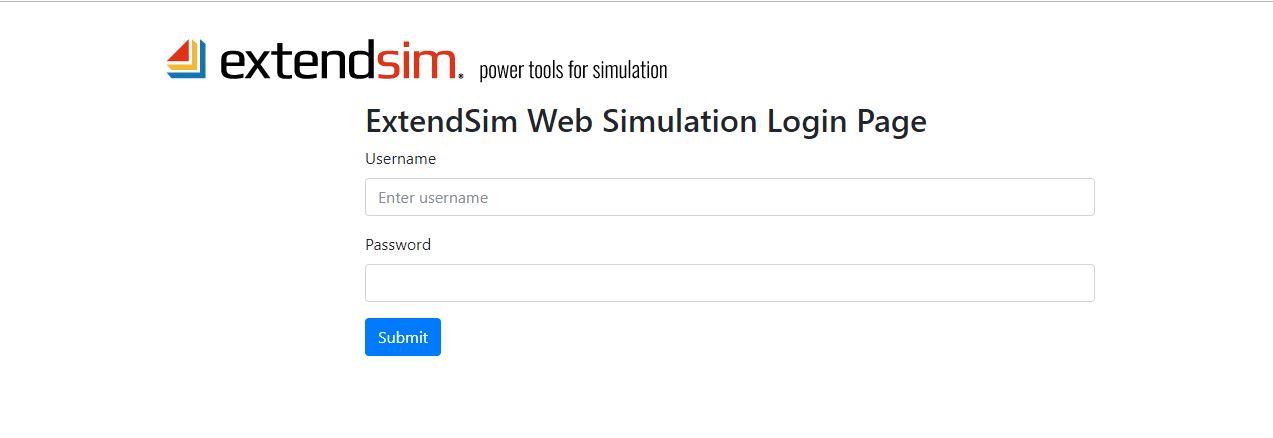 extendsim® power tools for simulation
ExtendSim Web Simulation Login Page
Username
Enter username
Password
Submit